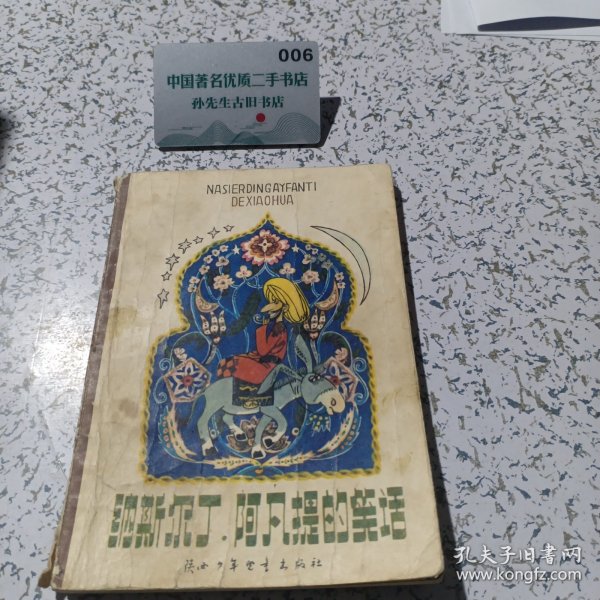 006
中国著名优质二手书店
孙先生古旧书店
NASIERDINGAYFANTI
DEXIAOHUA
纳斯尔丁·阿凡提的笑话
陕西少年儿童出版社
孔夫子旧书网
www.kongfz.com